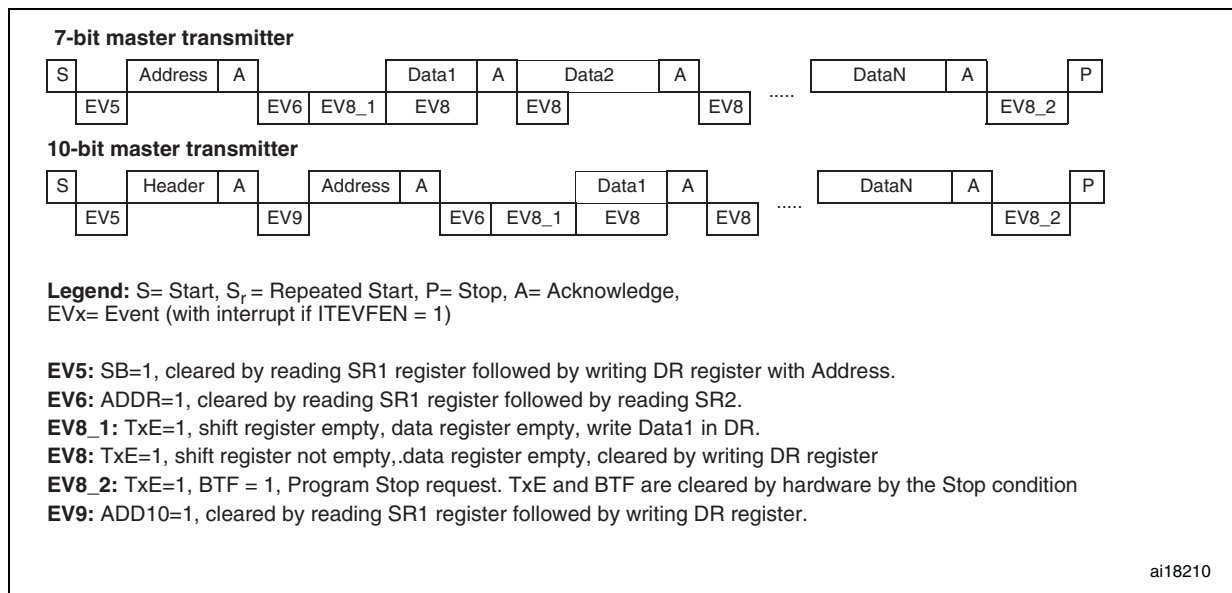 7-bit master transmitter
S Address A Data1 A Data2 A ..... DataN A P
EV5 EV6 EV8_1 EV8 EV8 EV8 EV8_2
10-bit master transmitter
S Header A Address A Data1 A ..... DataN A P
EV5 EV9 EV6 EV8_1 EV8 EV8 EV8_2
Legend: S= Start, Sr = Repeated Start, P= Stop, A= Acknowledge,
EVx= Event (with interrupt if ITEVFEN = 1)
EV5: SB=1, cleared by reading SR1 register followed by writing DR register with Address.
EV6: ADDR=1, cleared by reading SR1 register followed by reading SR2.
EV8_1: TxE=1, shift register empty, data register empty, write Data1 in DR.
EV8: TxE=1, shift register not empty,.data register empty, cleared by writing DR register
EV8_2: TxE=1, BTF = 1, Program Stop request. TxE and BTF are cleared by hardware by the Stop condition
EV9: ADD10=1, cleared by reading SR1 register followed by writing DR register.
ai18210